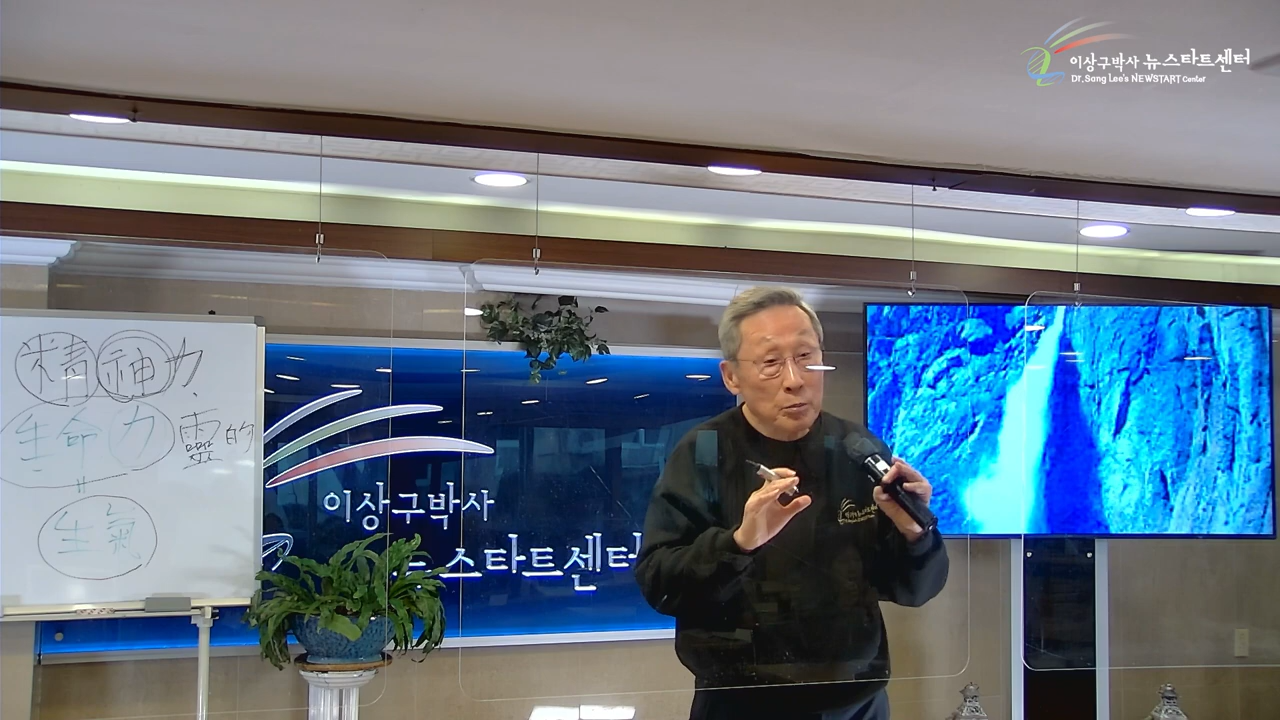 이상구박사 뉴스타트센터
Dr. Sang Lee's NEWSTART Center
精神力
生命力 靈的
生氣
이상구박사
뉴스타트센터